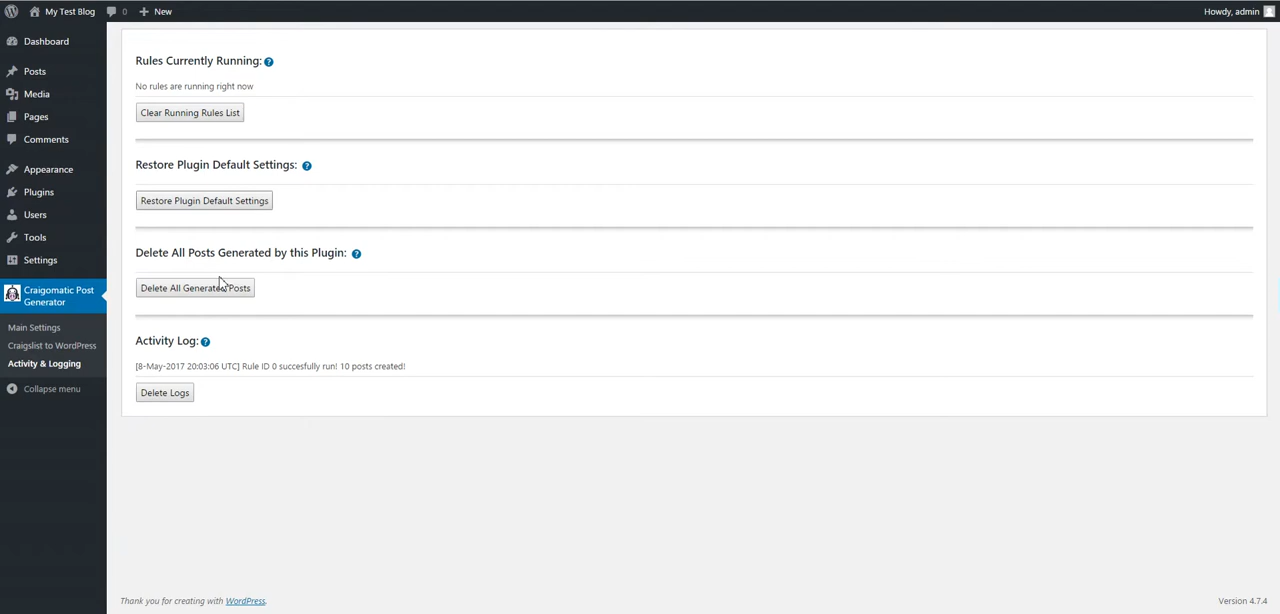 My Test Blog
0
New
Howdy, admin
Dashboard
Posts
Media
Pages
Comments
Appearance
Plugins
Users
Tools
Settings
Craigomatic Post
Generator
Main Settings
Craigslist to WordPress
Activity & Logging
Collapse menu
Rules Currently Running:
No rules are running right now
Clear Running Rules List
Restore Plugin Default Settings:
Restore Plugin Default Settings
Delete All Posts Generated by this Plugin:
Delete All Generated Posts
Activity Log:
[8-May-2017 20:03:06 UTC] Rule ID 0 succesfully run! 10 posts created!
Delete Logs
Thank you for creating with WordPress.
Version 4.7.4